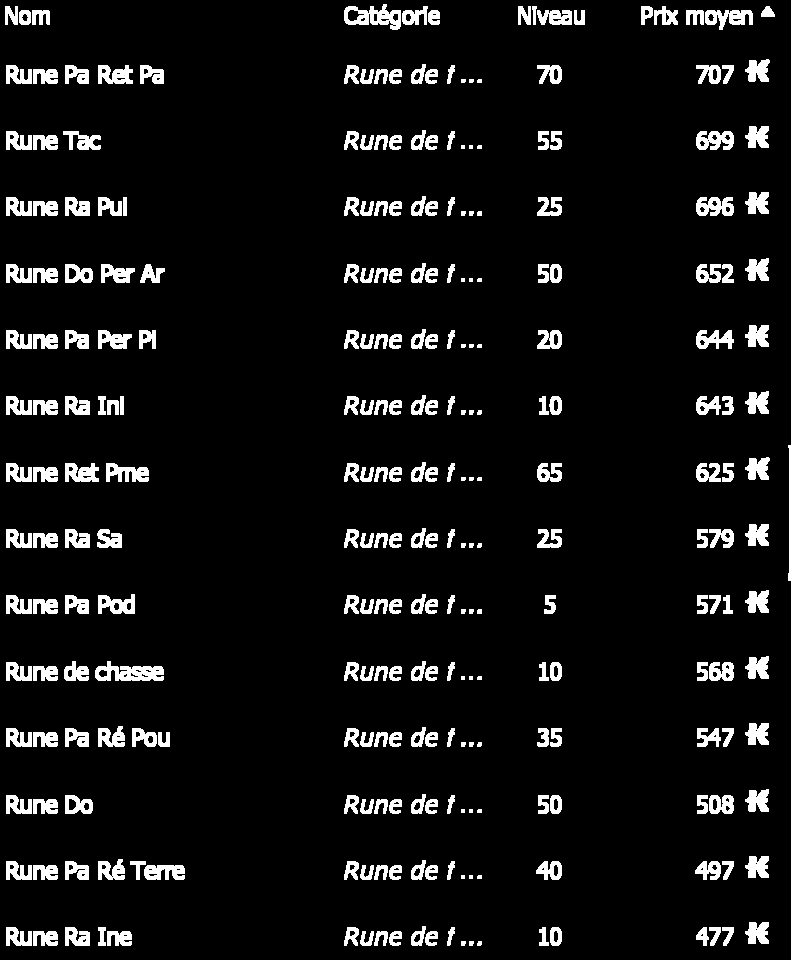 Nom Catégorie Niveau Prix moyen
Rune Pa Ret Pa Rune de f ... 70 707
Rune Tac Rune de f ... 55 699
Rune Ra Pui Rune de f ... 25 696
Rune Do Per Ar Rune de f ... 50 652
Rune Pa Per Pi Rune de f ... 20 644
Rune Ra Ini Rune de f ... 10 643
Rune Ret Pme Rune de f ... 65 625
Rune Ra Sa Rune de f ... 25 579
Rune Pa Pod Rune de f ... 5 571
Rune de chasse Rune de f ... 10 568
Rune Pa Ré Pou Rune de f ... 35 547
Rune Do Rune de f ... 50 508
Rune Pa Ré Terre Rune de f ... 40 497
Rune Ra Ine Rune de f ... 10 477